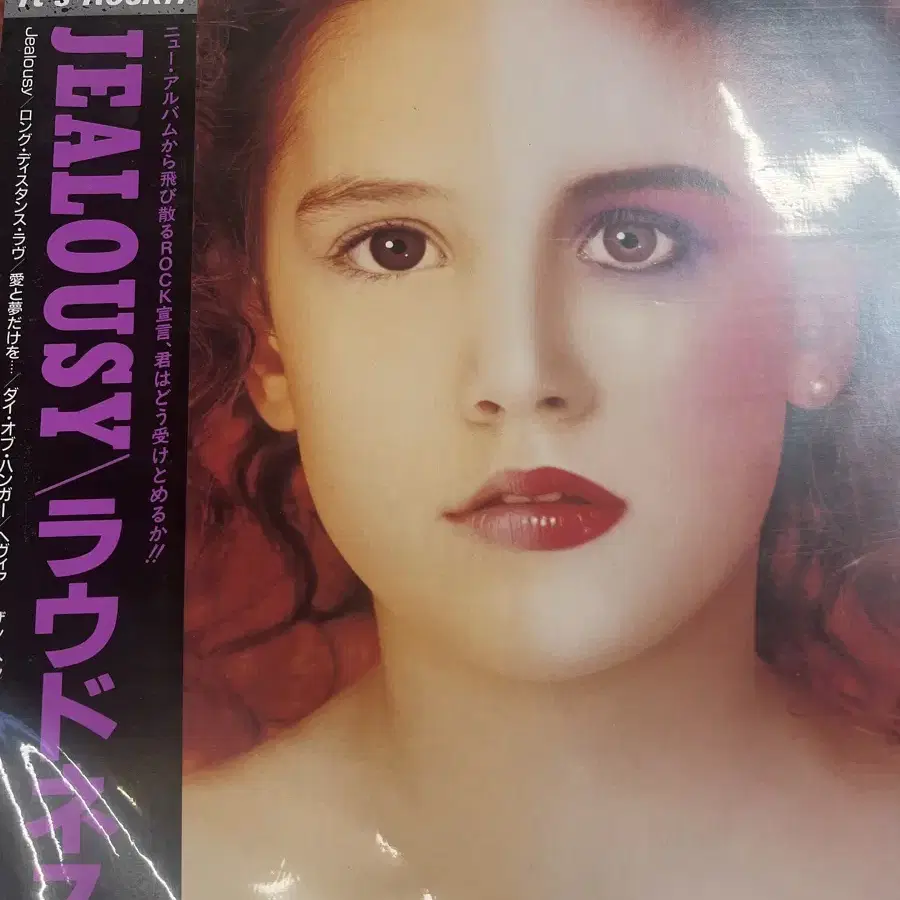 It's ROCK!!
JEALOUSY／ラウドネス
ニュー・アルバムから飛び散るROCK宣言、君はどう受けとめるか!!
Jealousy／ロング・ディスタンス・ラヴ／愛と夢だけを…／ダイ・オブ・ハンガー／ヘヴィア